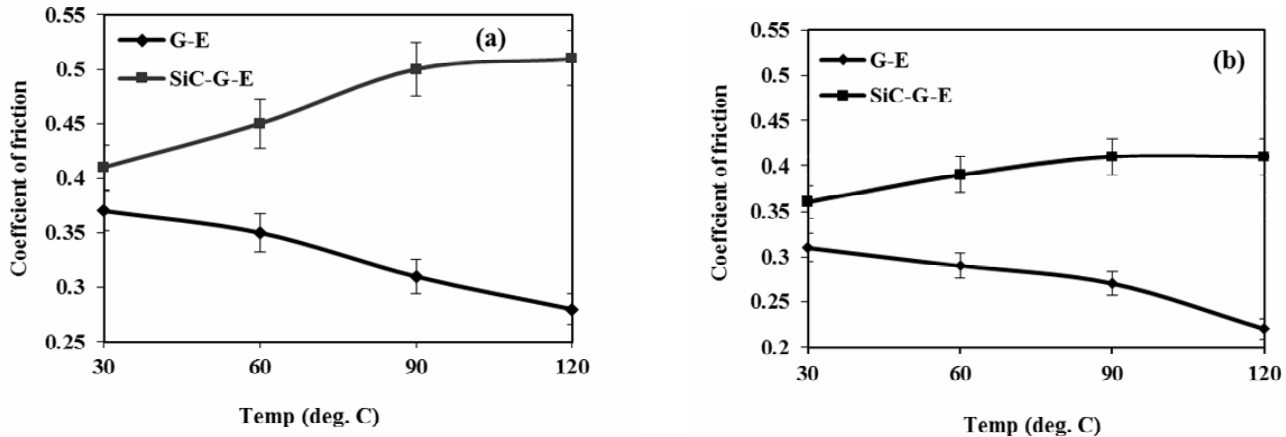 0.55
0.5
0.45
0.4
0.35
0.3
0.25
Coeffcient of friction
G-E
SiC-G-E
(a)
30
60
90
120
Temp (deg. C)
0.55
0.5
0.45
0.4
0.35
0.3
0.25
0.2
Coeffcient of friction
G-E
SiC-G-E
(b)
30
60
90
120
Temp (deg. C)